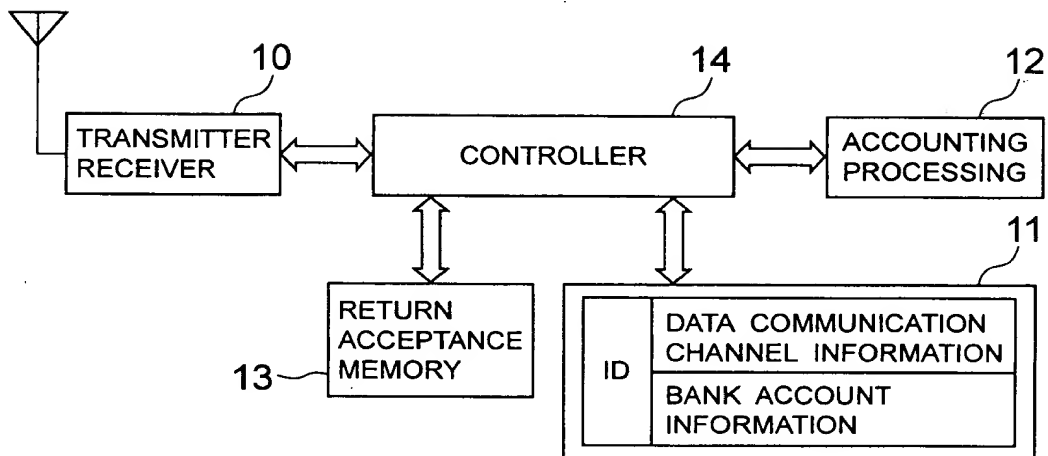 10
14
12
TRANSMITTER
RECEIVER
CONTROLLER
ACCOUNTING
PROCESSING
11
RETURN
ACCEPTANCE
MEMORY
13
ID
DATA COMMUNICATION
CHANNEL INFORMATION
BANK ACCOUNT
INFORMATION